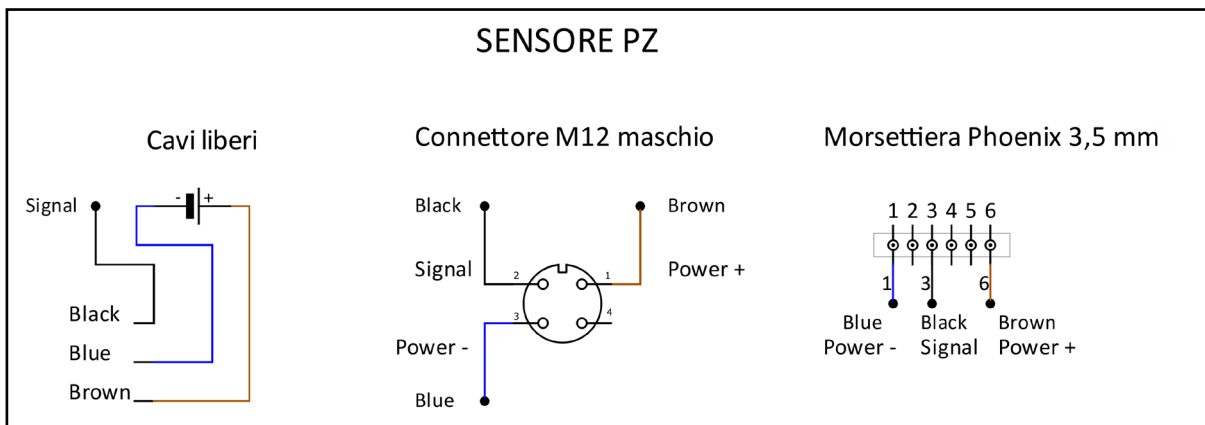 SENSORE PZ
Cavi liberi
Signal
- +
Black
Blue
Brown
Connettore M12 maschio
Black
Brown
Signal
2
1
Power +
3
4
Power -
Blue
Morsettiera Phoenix 3,5 mm
1 2 3 4 5 6
1 3 6
Blue Black Brown
Power - Signal Power +